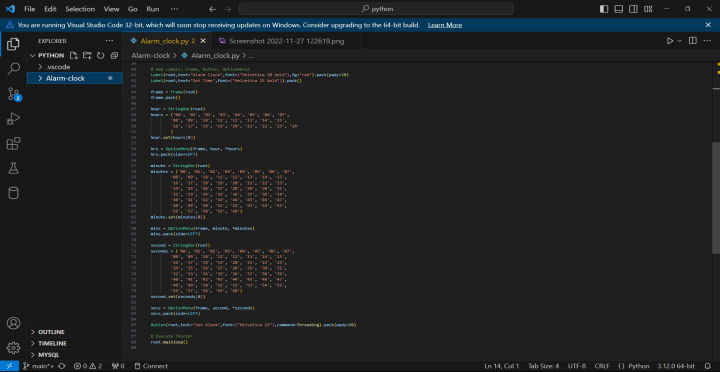 File Edit Selection View Go Run ···
python
You are running Visual Studio Code 32-bit, which will soon stop receiving updates on Windows. Consider upgrading to the 64-bit build. Learn More
EXPLORER
PYTHON
.vscode
Alarm-clock
OUTLINE
TIMELINE
MYSQL
Alarm_clock.py 2
Screenshot 2022-11-27 122619.png
Alarm-clock > Alarm_clock.py > ...
# Add Labels, Frame, Button, Optionmenus
Label(root,text="Alarm Clock",font=("Helvetica 20 bold"),fg="red").pack(pady=10)
Label(root,text="Set Time",font=("Helvetica 15 bold")).pack()
frame = Frame(root)
frame.pack()
hour = StringVar(root)
hours = ('00', '01', '02', '03', '04', '05', '06', '07',
'08', '09', '10', '11', '12', '13', '14', '15',
'16', '17', '18', '19', '20', '21', '22', '23', '24'
)
hour.set(hours[0])
hrs = OptionMenu(frame, hour, *hours)
hrs.pack(side=LEFT)
minute = StringVar(root)
minutes = ('00', '01', '02', '03', '04', '05', '06', '07',
'08', '09', '10', '11', '12', '13', '14', '15',
'16', '17', '18', '19', '20', '21', '22', '23',
'24', '25', '26', '27', '28', '29', '30', '31',
'32', '33', '34', '35', '36', '37', '38', '39',
'40', '41', '42', '43', '44', '45', '46', '47',
'48', '49', '50', '51', '52', '53', '54', '55',
'56', '57', '58', '59', '60')
minute.set(minutes[0])
mins = OptionMenu(frame, minute, *minutes)
mins.pack(side=LEFT)
second = StringVar(root)
seconds = ('00', '01', '02', '03', '04', '05', '06', '07',
'08', '09', '10', '11', '12', '13', '14', '15',
'16', '17', '18', '19', '20', '21', '22', '23',
'24', '25', '26', '27', '28', '29', '30', '31',
'32', '33', '34', '35', '36', '37', '38', '39',
'40', '41', '42', '43', '44', '45', '46', '47',
'48', '49', '50', '51', '52', '53', '54', '55',
'56', '57', '58', '59', '60')
second.set(seconds[0])
secs = OptionMenu(frame, second, *seconds)
secs.pack(side=LEFT)
Button(root,text="Set Alarm",font=("Helvetica 15"),command=Threading).pack(pady=20)
# Execute Tkinter
root.mainloop()
main*+ 0 2 0 Connect Ln 14, Col 1 Tab Size: 4 UTF-8 CRLF {} Python 3.12.0 64-bit